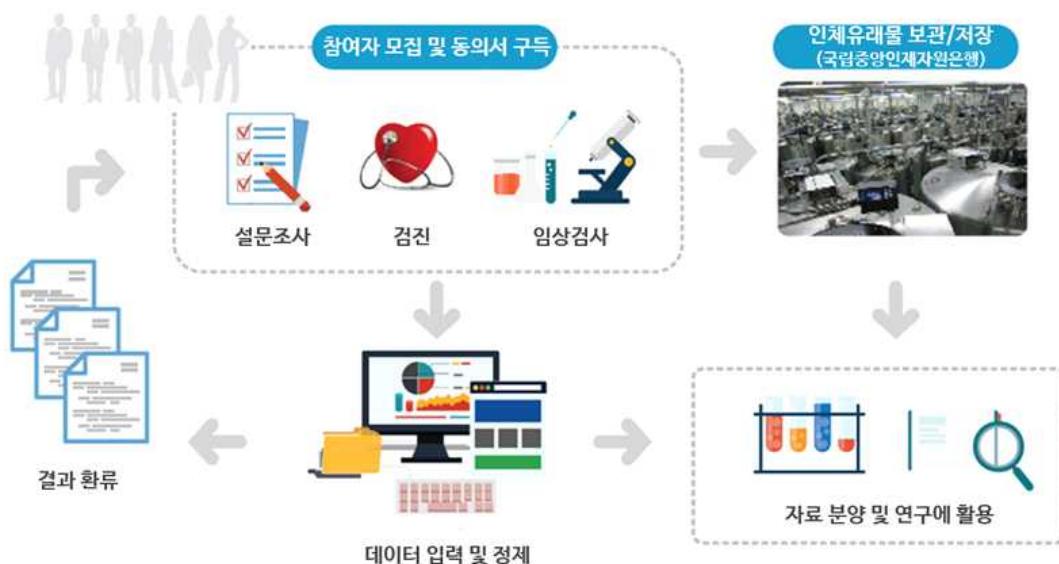 참여자 모집 및 동의서 구득
인체유래물 보관/저장
(국립중앙인체자원은행)
설문조사
검진
임상검사
결과 환류
데이터 입력 및 정제
자료 분양 및 연구에 활용